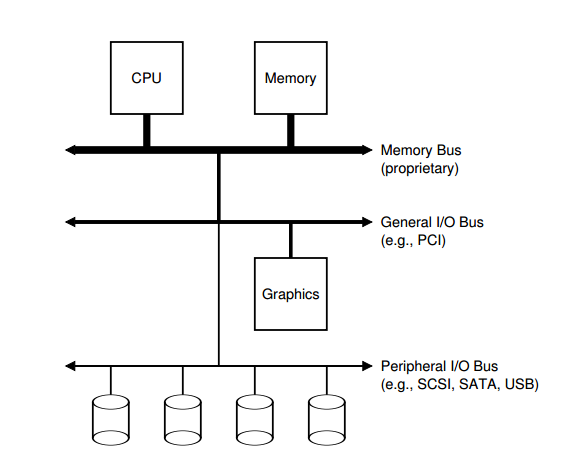 CPU
Memory
Memory Bus
(proprietary)
General I/O Bus
(e.g., PCI)
Graphics
Peripheral I/O Bus
(e.g., SCSI, SATA, USB)